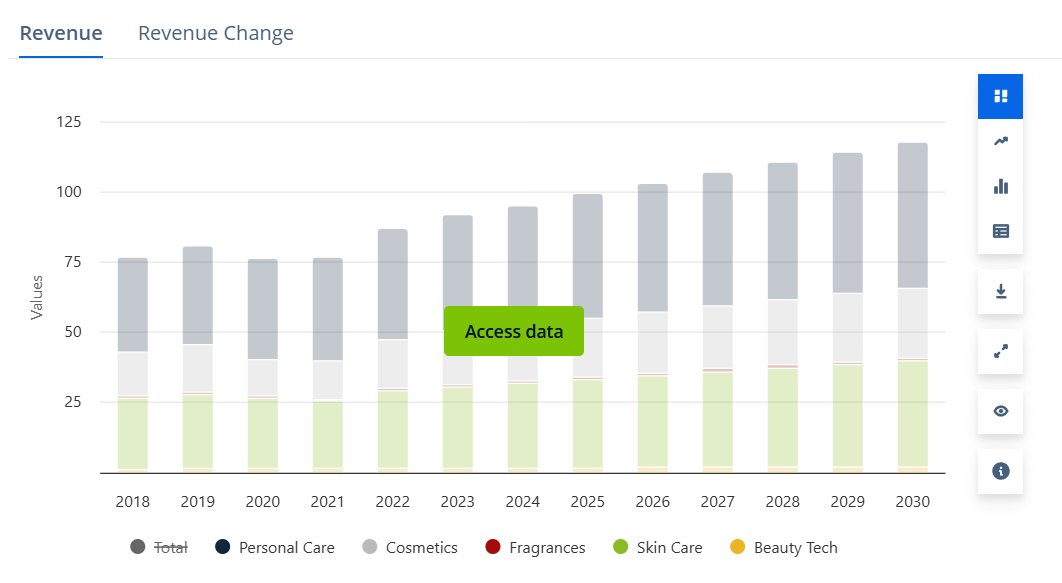 Revenue Revenue Change
125
100
75
50
25
Values
Access data
2018 2019 2020 2021 2022 2023 2024 2025 2026 2027 2028 2029 2030
Total Personal Care Cosmetics Fragrances Skin Care Beauty Tech